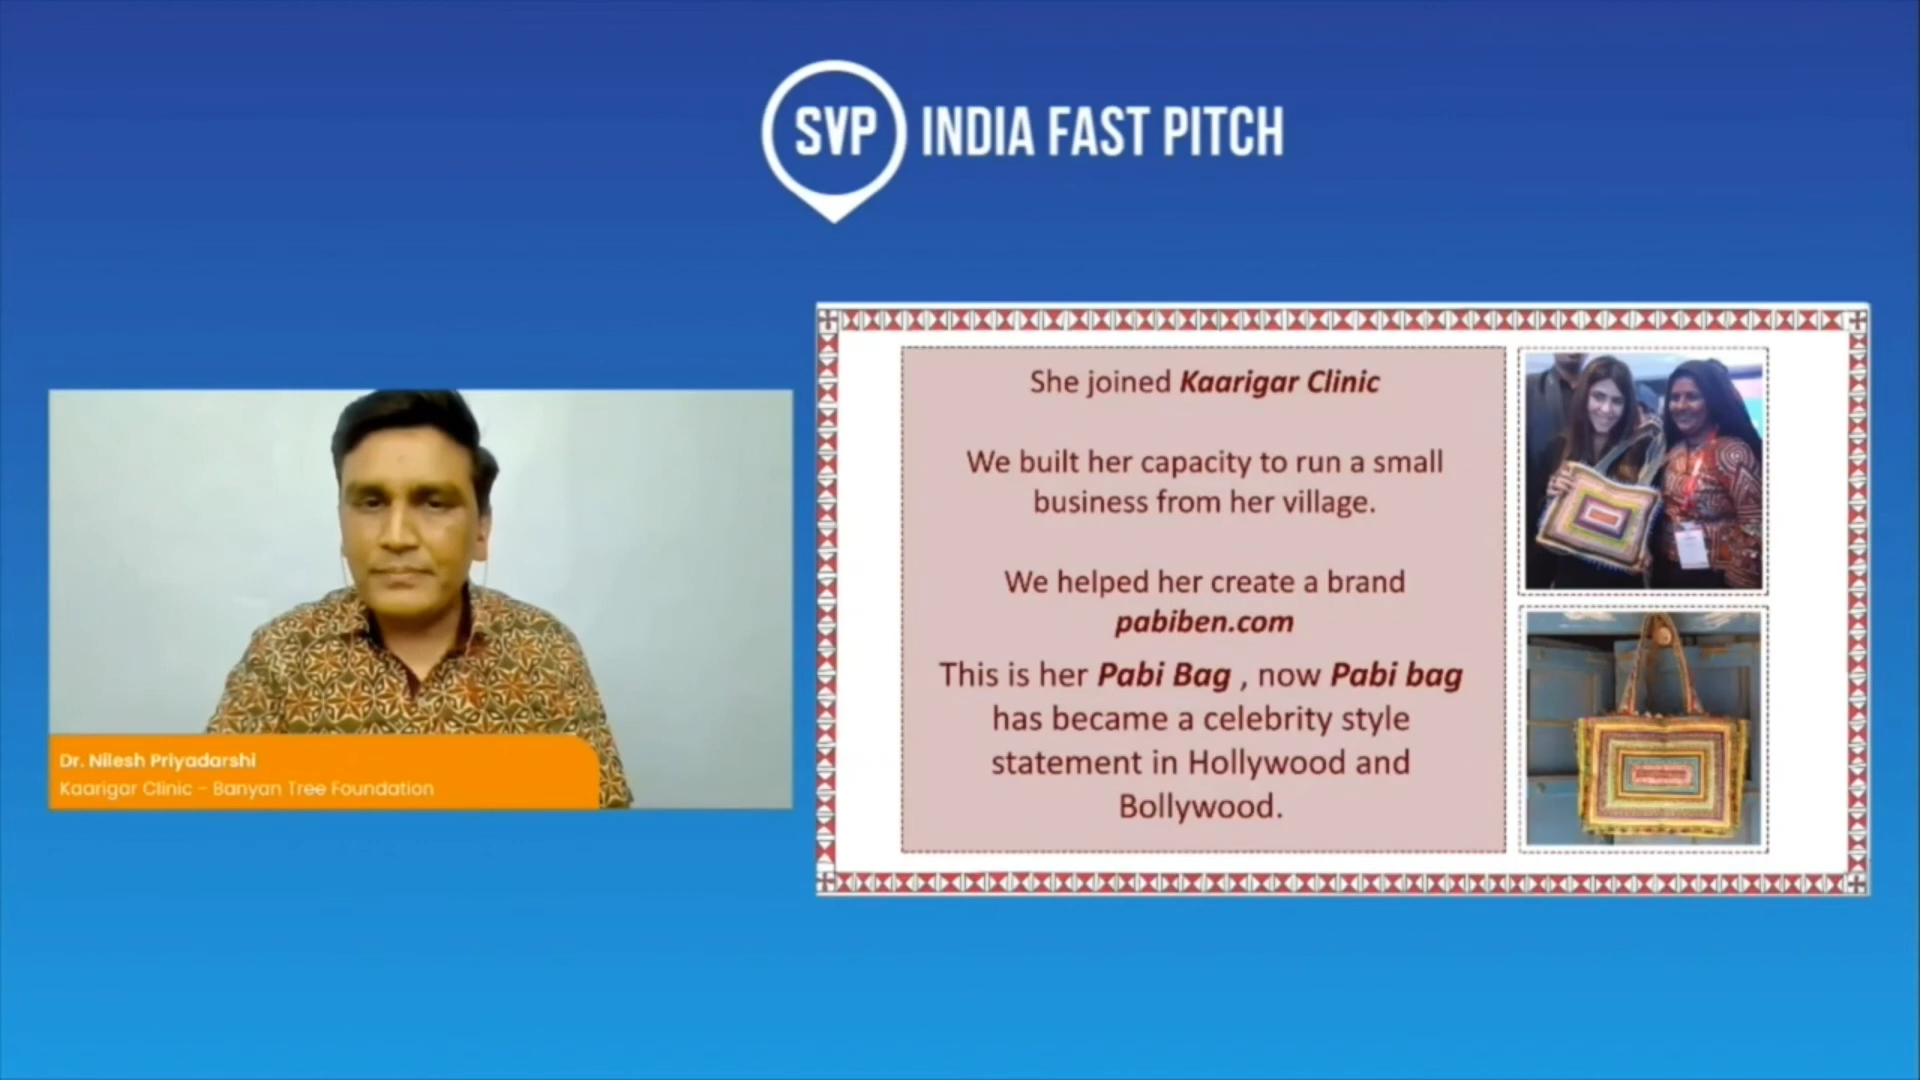 SVP INDIA FAST PITCH
She joined Kaarigar Clinic
We built her capacity to run a small
business from her village.
We helped her create a brand
pabiben.com
This is her Pabi Bag , now Pabi bag
has became a celebrity style
statement in Hollywood and
Bollywood.
Dr. Nilesh Priyadarshi
Kaarigar Clinic - Banyan Tree Foundation